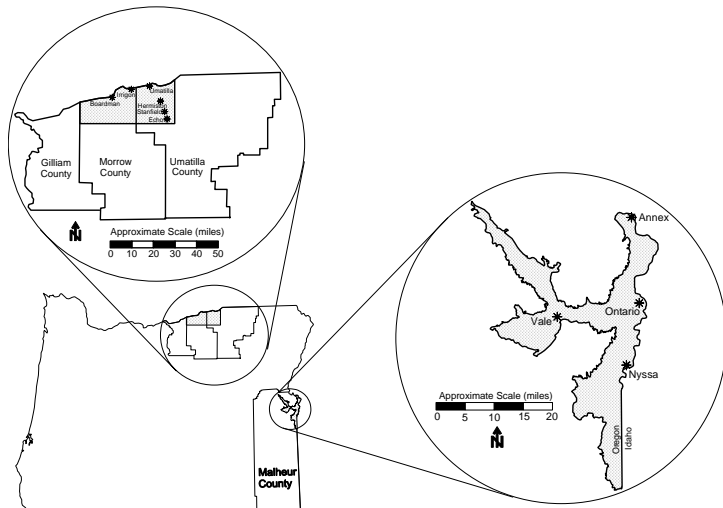 Umatilla
Irrigon
Boardman
Hermiston
Stanfield
Echo
Gilliam
County
Morrow
County
Umatilla
County
N
Approximate Scale (miles)
0 10 20 30 40 50
Annex
Ontario
Vale
Nyssa
Approximate Scale (miles)
0 5 10 15 20
N
Oregon
Idaho
Malheur
County